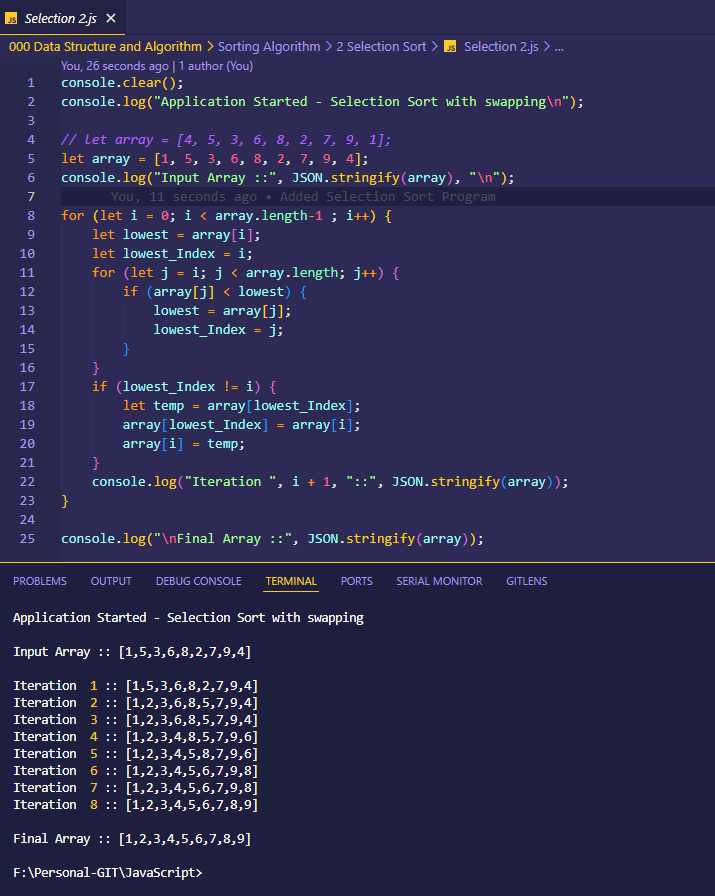 JS Selection 2.js ×
000 Data Structure and Algorithm > Sorting Algorithm > 2 Selection Sort > JS Selection 2.js > ...
You, 26 seconds ago | 1 author (You)
1 console.clear();
2 console.log("Application Started - Selection Sort with swapping\n");
3
4 // let array = [4, 5, 3, 6, 8, 2, 7, 9, 1];
5 let array = [1, 5, 3, 6, 8, 2, 7, 9, 4];
6 console.log("Input Array ::", JSON.stringify(array), "\n");
7 You, 11 seconds ago • Added Selection Sort Program
8 for (let i = 0; i < array.length-1 ; i++) {
9 let lowest = array[i];
10 let lowest_Index = i;
11 for (let j = i; j < array.length; j++) {
12 if (array[j] < lowest) {
13 lowest = array[j];
14 lowest_Index = j;
15 }
16 }
17 if (lowest_Index != i) {
18 let temp = array[lowest_Index];
19 array[lowest_Index] = array[i];
20 array[i] = temp;
21 }
22 console.log("Iteration ", i + 1, "::", JSON.stringify(array));
23 }
24
25 console.log("\nFinal Array ::", JSON.stringify(array));
PROBLEMS OUTPUT DEBUG CONSOLE TERMINAL PORTS SERIAL MONITOR GITLENS
Application Started - Selection Sort with swapping
Input Array :: [1,5,3,6,8,2,7,9,4]
Iteration  1 :: [1,5,3,6,8,2,7,9,4]
Iteration  2 :: [1,2,3,6,8,5,7,9,4]
Iteration  3 :: [1,2,3,6,8,5,7,9,4]
Iteration  4 :: [1,2,3,4,8,5,7,9,6]
Iteration  5 :: [1,2,3,4,5,8,7,9,6]
Iteration  6 :: [1,2,3,4,5,6,7,9,8]
Iteration  7 :: [1,2,3,4,5,6,7,9,8]
Iteration  8 :: [1,2,3,4,5,6,7,8,9]
Final Array :: [1,2,3,4,5,6,7,8,9]
F:\Personal-GIT\JavaScript>